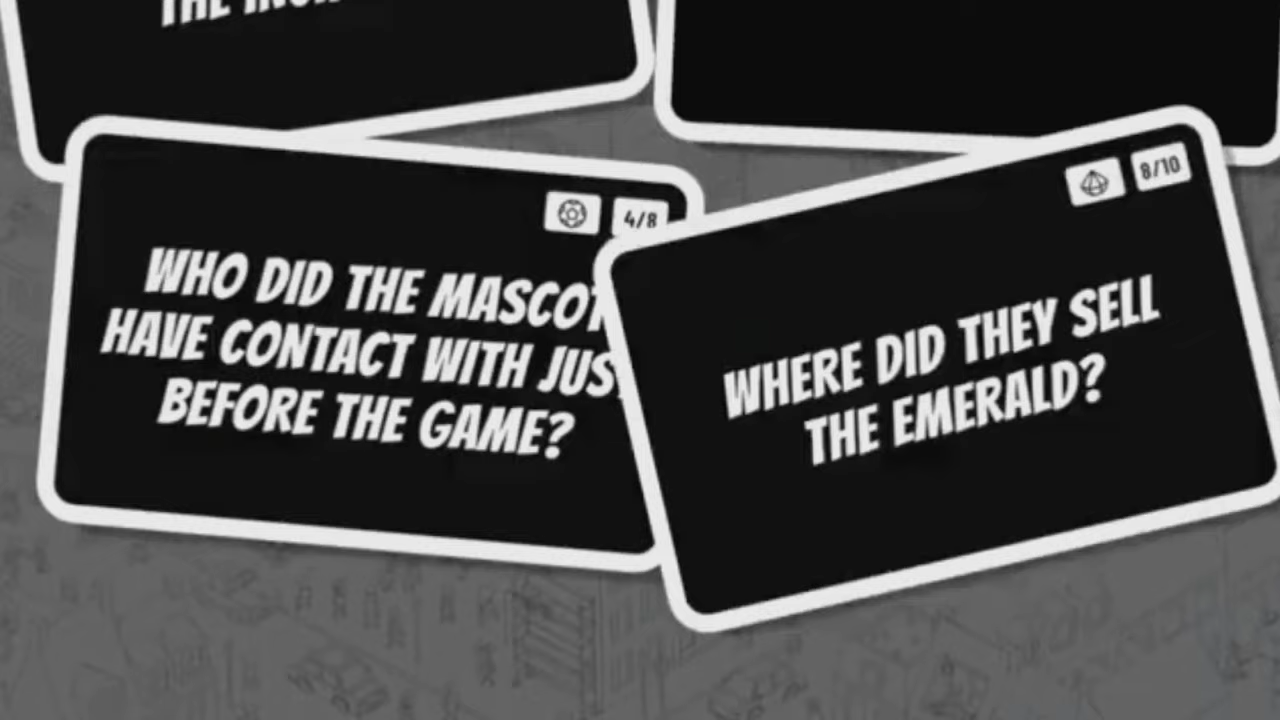 THE
4/8
WHO DID THE MASCOT
HAVE CONTACT WITH JUST
BEFORE THE GAME?
8/10
WHERE DID THEY SELL
THE EMERALD?